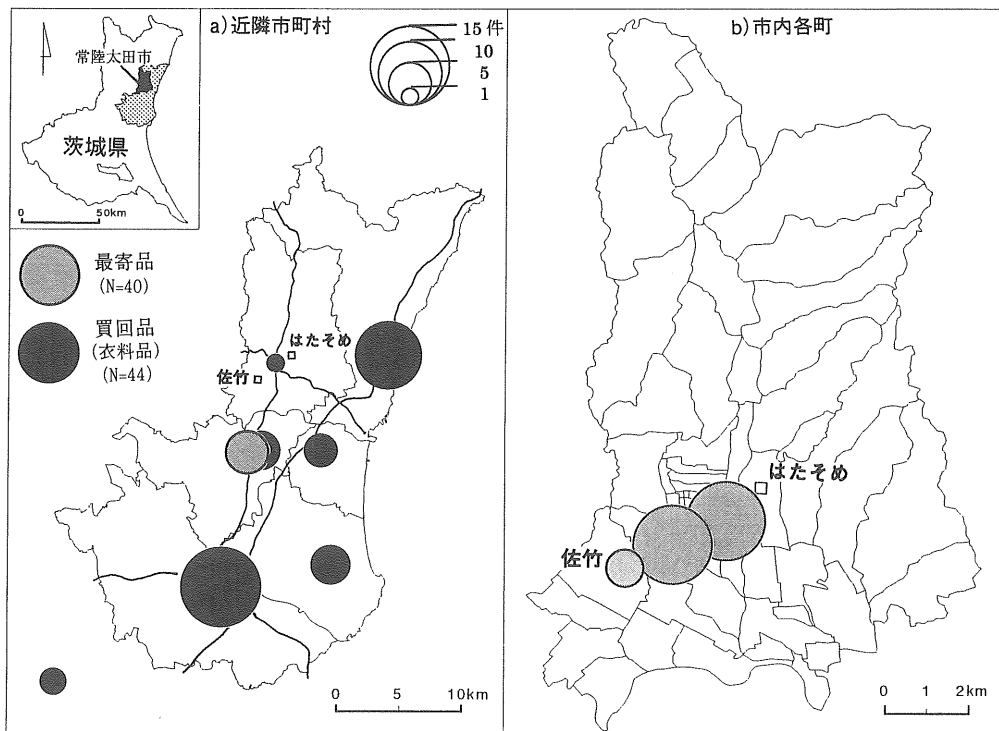 a)近隣市町村
15件
10
5
1
常陸太田市
茨城県
0 50km
最寄品
(N=40)
買回品
(衣料品)
(N=44)
はたそめ
佐竹
0 5 10km
b)市内各町
はたそめ
佐竹
0 1 2km